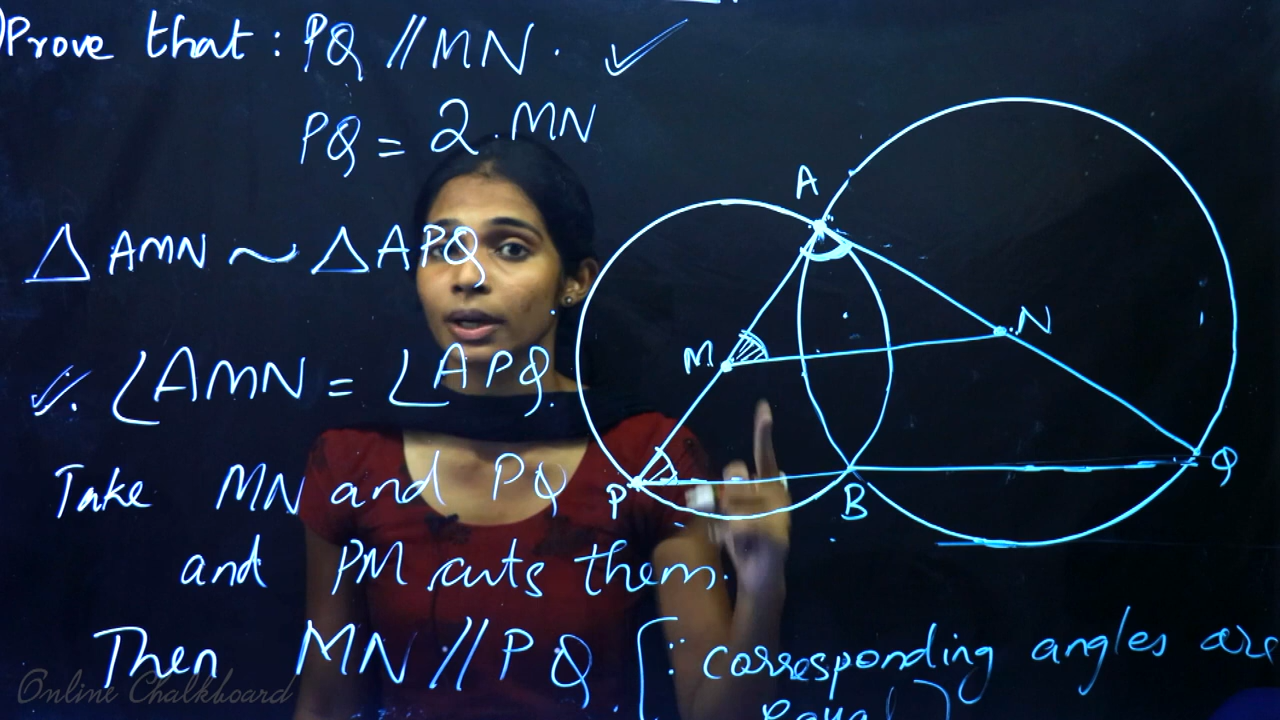 Prove that : PQ // MN .
PQ = 2 . MN
△ AMN ~ △ APQ
∠AMN = ∠APQ.
Take MN and PQ
and PM cuts them.
Then MN // PQ . [∵ corresponding angles are
equal]
A
M
N
P
B
Q
Online Chalkboard